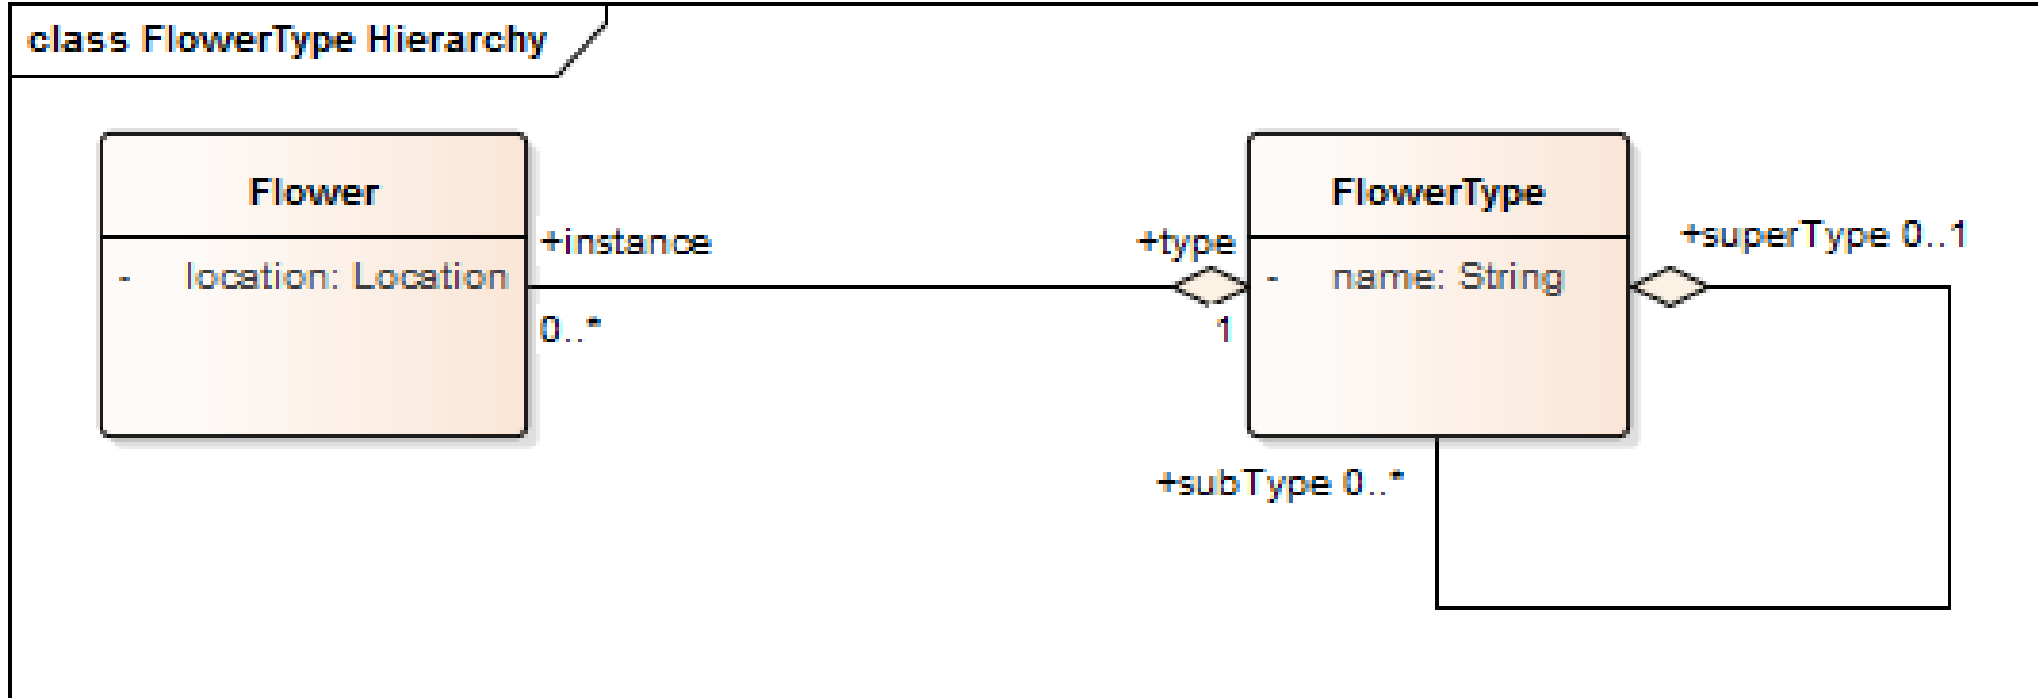 class FlowerType Hierarchy
Flower
- location: Location
+instance
0..*
+type
1
FlowerType
- name: String
+superType 0..1
+subType 0..*